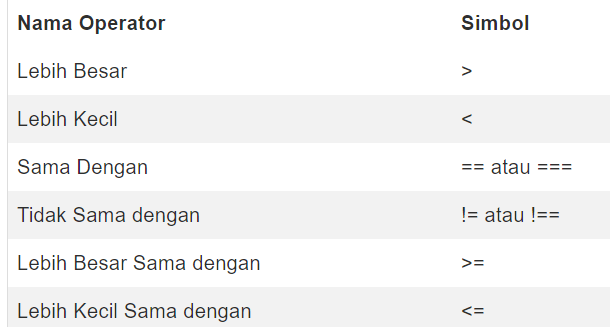 Nama Operator Simbol
Lebih Besar >
Lebih Kecil <
Sama Dengan == atau ===
Tidak Sama dengan != atau !==
Lebih Besar Sama dengan >=
Lebih Kecil Sama dengan <=